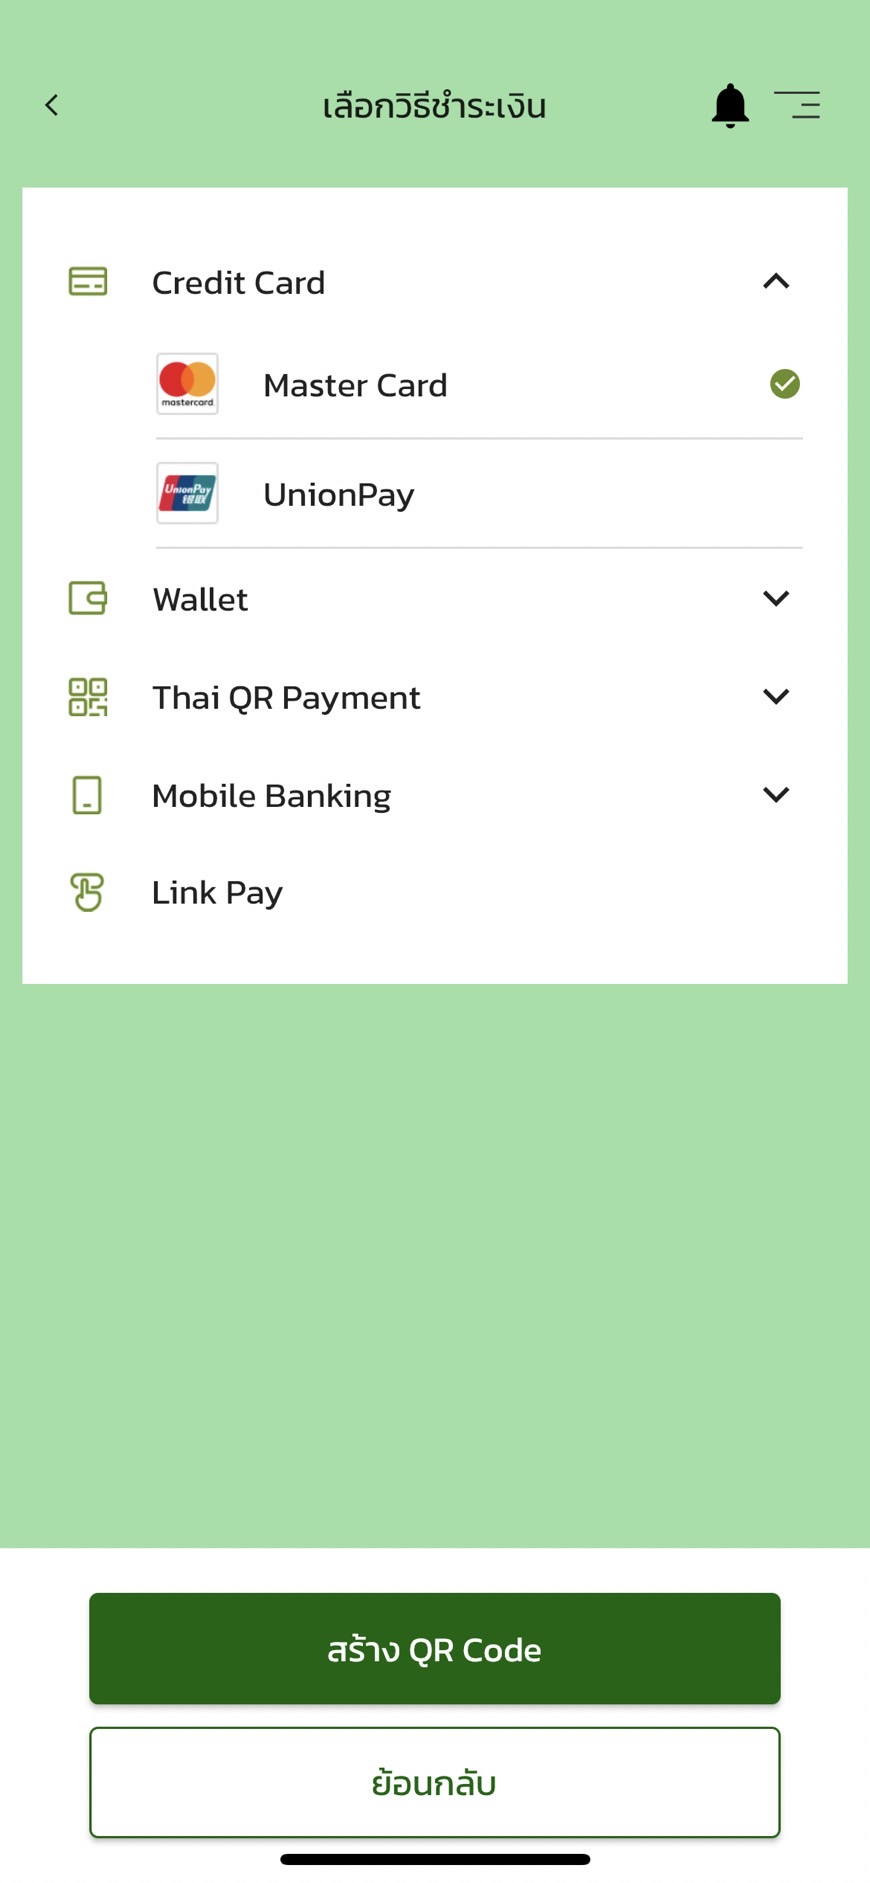 เลือกวิธีชำระเงิน
Credit Card
mastercard.
Master Card
UnionPay
银联
UnionPay
Wallet
Thai QR Payment
Mobile Banking
Link Pay
สร้าง QR Code
ย้อนกลับ